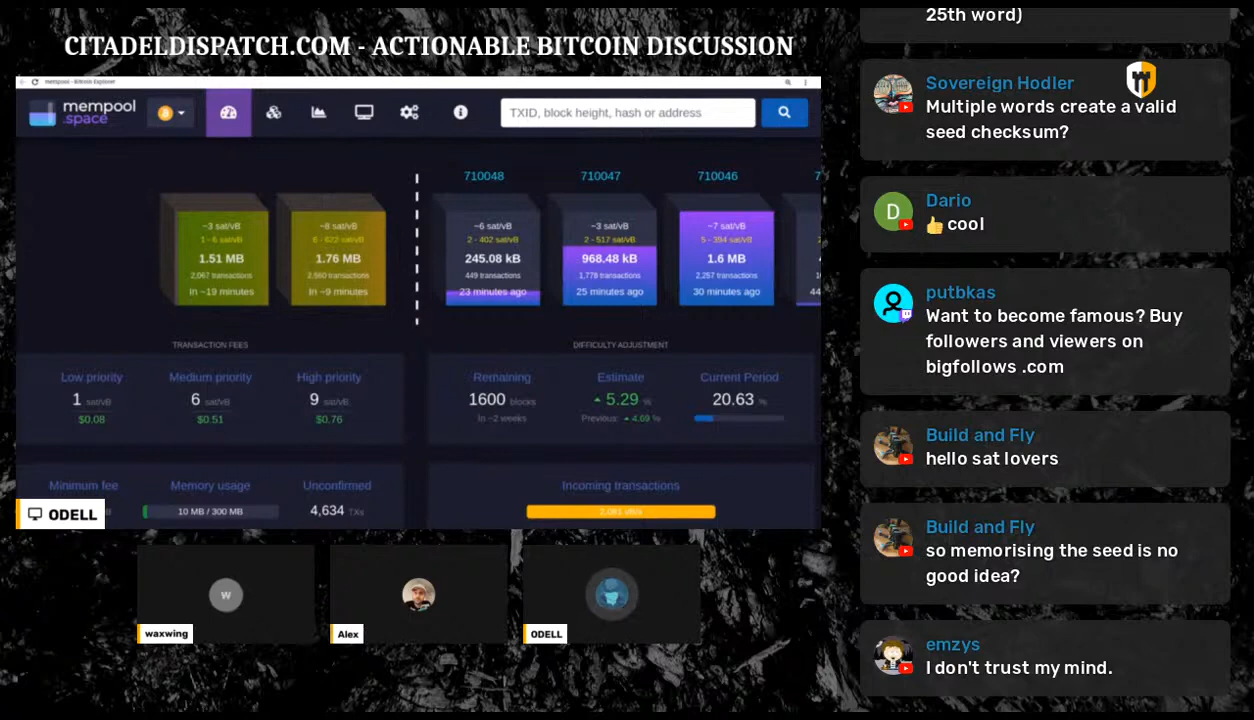 CITADELDISPATCH.COM - ACTIONABLE BITCOIN DISCUSSION
mempool - Bitcoin Explorer
mempool
.space
TXID, block height, hash or address
710048
710047
710046
7
~3 sat/vB
1 - 6 sat/vB
1.51 MB
2,067 transactions
In ~19 minutes
~8 sat/vB
6 - 622 sat/vB
1.76 MB
2,560 transactions
In ~9 minutes
~6 sat/vB
2 - 402 sat/vB
245.08 kB
449 transactions
23 minutes ago
~3 sat/vB
2 - 517 sat/vB
968.48 kB
1,778 transactions
25 minutes ago
~7 sat/vB
5 - 394 sat/vB
1.6 MB
2,257 transactions
30 minutes ago
44
TRANSACTION FEES
Low priority
Medium priority
High priority
1 sat/vB
6 sat/vB
9 sat/vB
$0.08
$0.51
$0.76
DIFFICULTY ADJUSTMENT
Remaining
Estimate
Current Period
1600 blocks
5.29 %
20.63 %
In ~2 weeks
Previous: 4.69 %
Minimum fee
Memory usage
Unconfirmed
10 MB / 300 MB
4,634 TXs
Incoming transactions
ODELL
w
waxwing
Alex
ODELL
25th word)
Sovereign Hodler
Multiple words create a valid
seed checksum?
D
Dario
👍 cool
putbkas
Want to become famous? Buy
followers and viewers on
bigfollows .com
Build and Fly
hello sat lovers
Build and Fly
so memorising the seed is no
good idea?
emzys
I don't trust my mind.